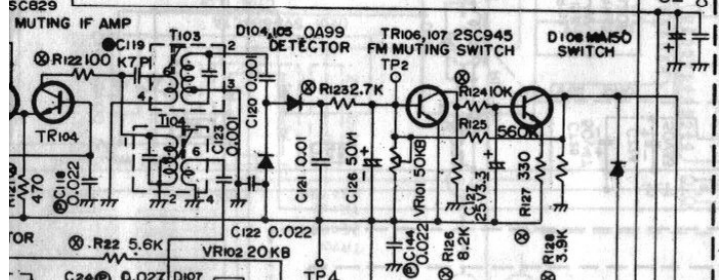 SC829
MUTING IF AMP
T103
D104,105 OA99
DETECTOR
TR106,107 2SC945
FM MUTING SWITCH
D108 MA150
SWITCH
C119
K7P1
R122 100
2
3
4
TR104
T104
6
2
4
C120 0.001
C123 0.001
R123 2.7K
TP2
R124 10K
R125
560K
C121 0.01
C126 50V1
VR101 50KB
C127
25V3.3
R127 330
470
C118
0.022
C122 0.022
C144
0.022
R126
8.2K
R128
3.9K
TOR
R22 5.6K
VR102 20KB
TP4
C24 0.027 D107